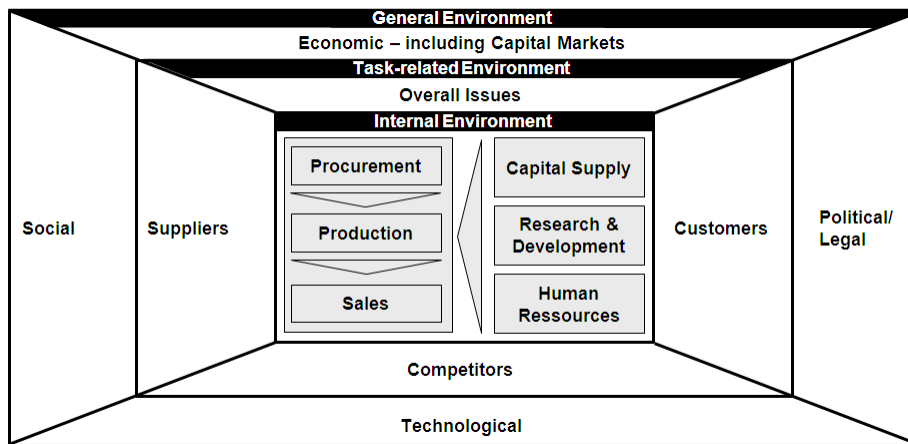 General Environment
Economic – including Capital Markets
Task-related Environment
Overall Issues
Internal Environment
Procurement
Production
Sales
Capital Supply
Research &
Development
Human
Ressources
Social
Suppliers
Customers
Political/
Legal
Competitors
Technological